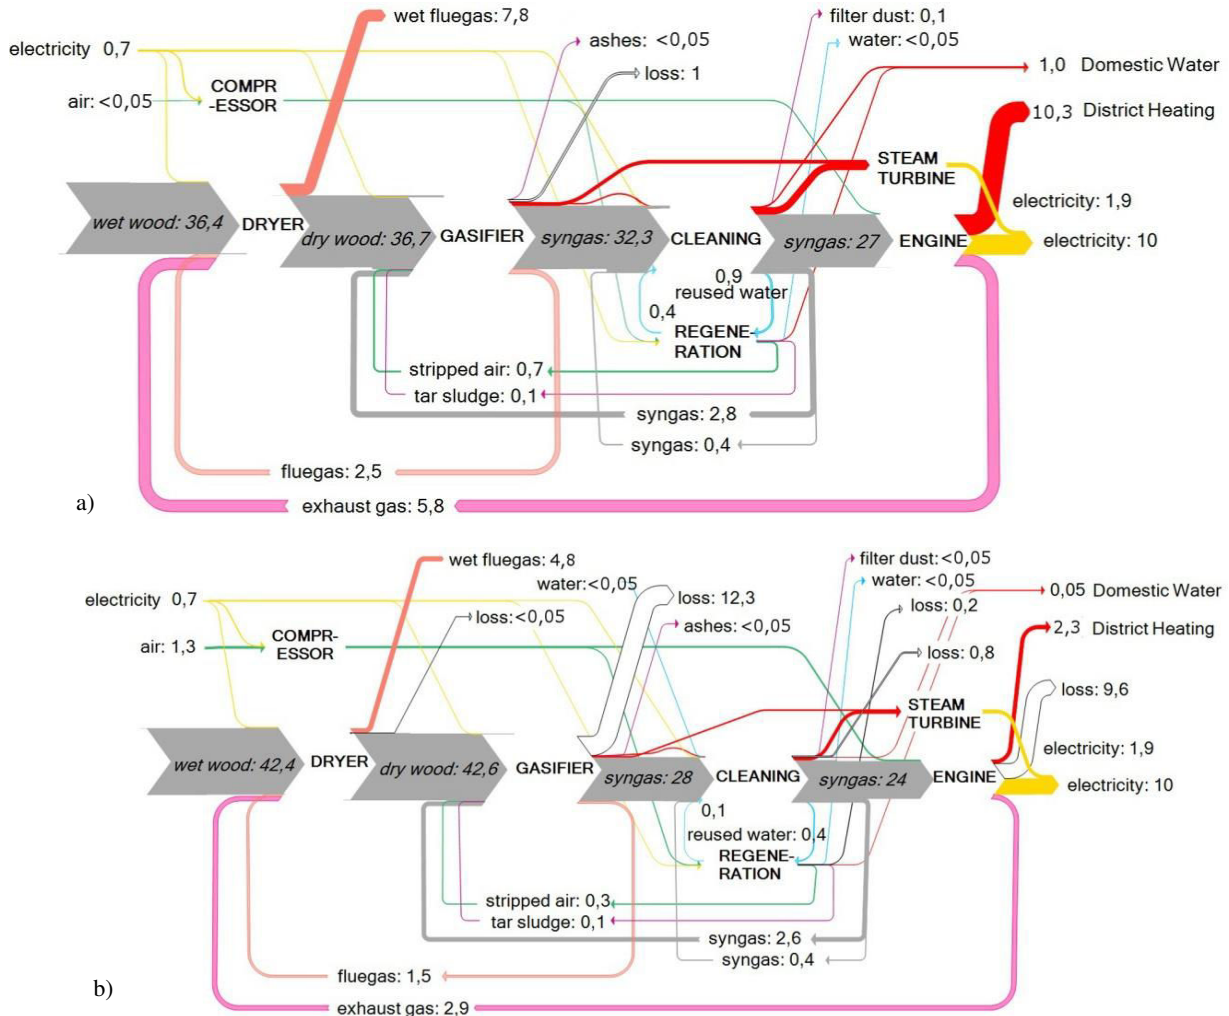 wet fluegas: 7,8
filter dust: 0,1
ashes: <0,05
water: <0,05
electricity 0,7
loss: 1
1,0 Domestic Water
COMPR
-ESSOR
air: <0,05
10,3 District Heating
STEAM
TURBINE
electricity: 1,9
wet wood: 36,4
DRYER
dry wood: 36,7
GASIFIER
syngas: 32,3
CLEANING
syngas: 27
ENGINE
electricity: 10
0,9
reused water
0,4
REGENE-
RATION
stripped air: 0,7
tar sludge: 0,1
syngas: 2,8
syngas: 0,4
fluegas: 2,5
a)
exhaust gas: 5,8
wet fluegas: 4,8
filter dust: <0,05
water: <0,05
water: <0,05
electricity 0,7
loss: 12,3
loss: 0,2
0,05 Domestic Water
loss: <0,05
ashes: <0,05
2,3 District Heating
COMPR-
ESSOR
air: 1,3
loss: 0,8
loss: 9,6
STEAM
TURBINE
electricity: 1,9
wet wood: 42,4
DRYER
dry wood: 42,6
GASIFIER
syngas: 28
CLEANING
syngas: 24
ENGINE
electricity: 10
0,1
reused water: 0,4
REGENE-
RATION
stripped air: 0,3
tar sludge: 0,1
syngas: 2,6
syngas: 0,4
fluegas: 1,5
b)
exhaust gas: 2,9